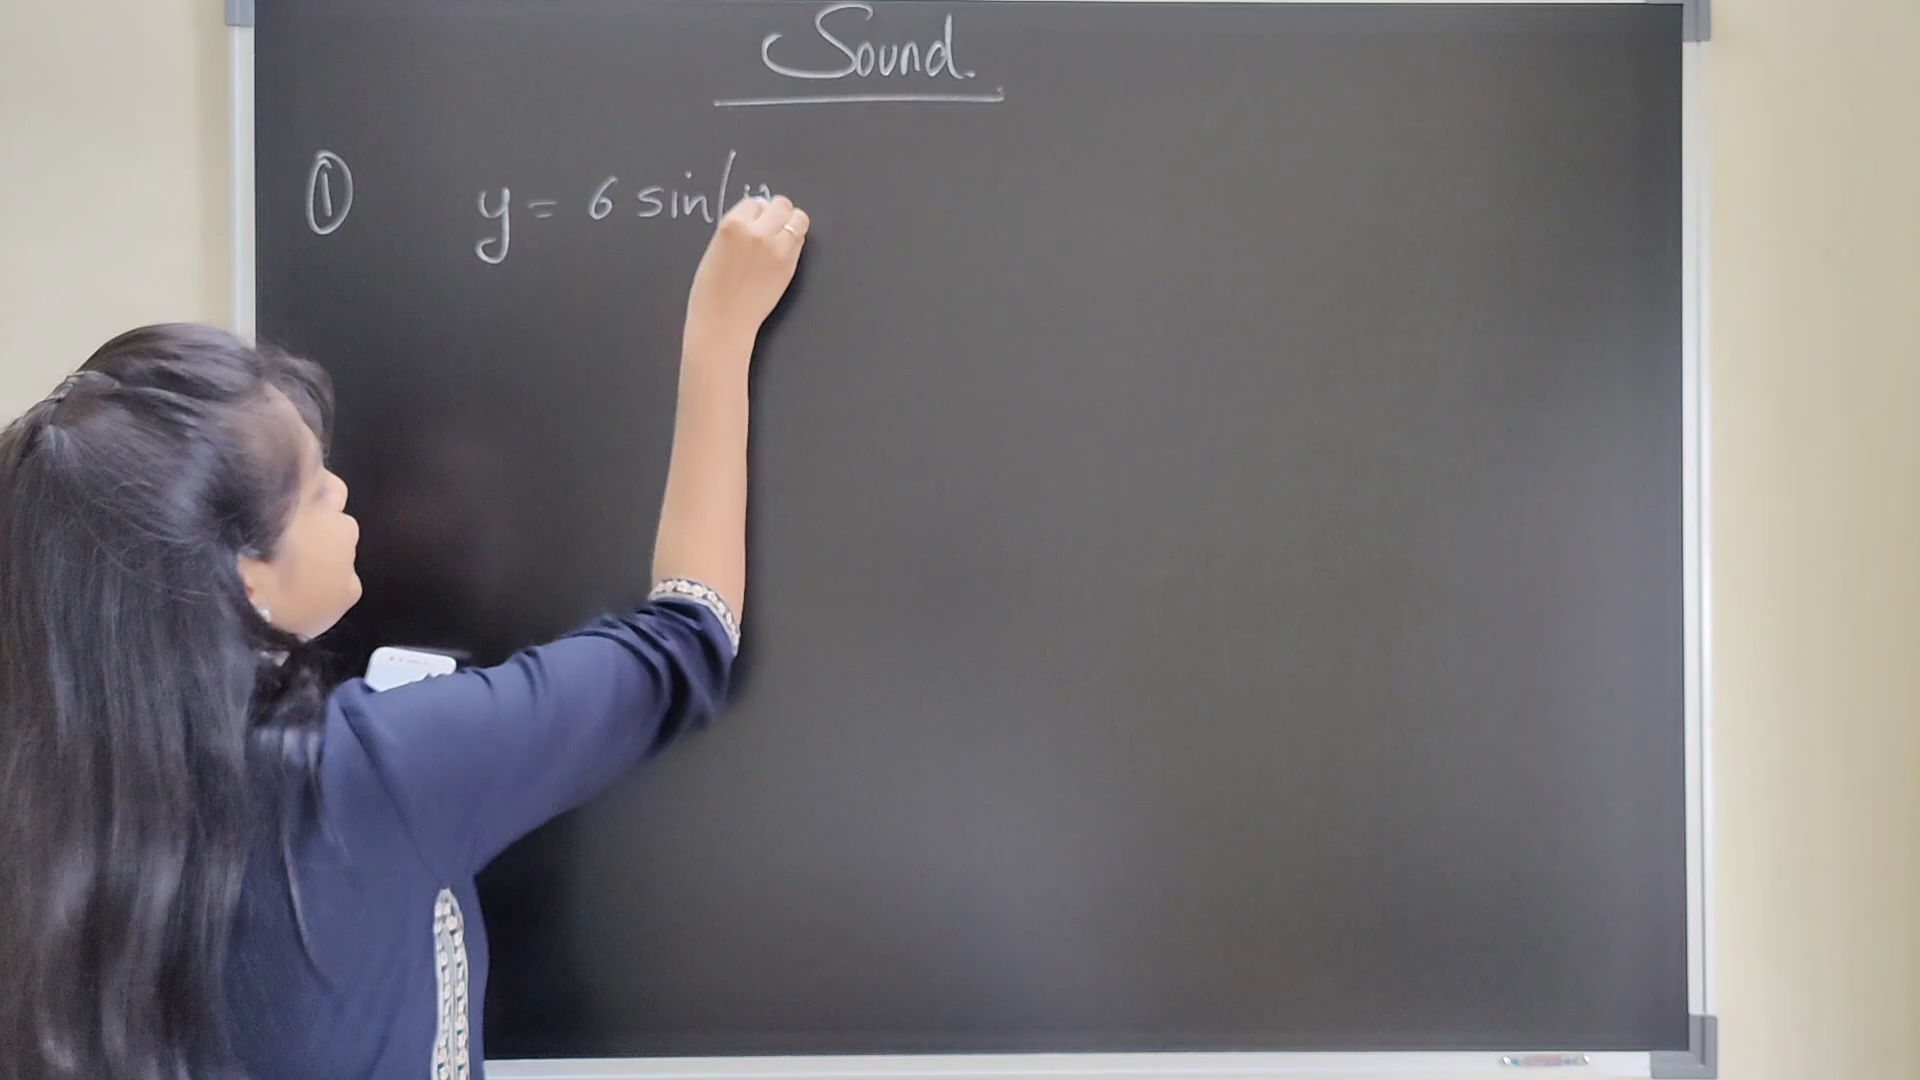 Sound.
① y = 6 sin(